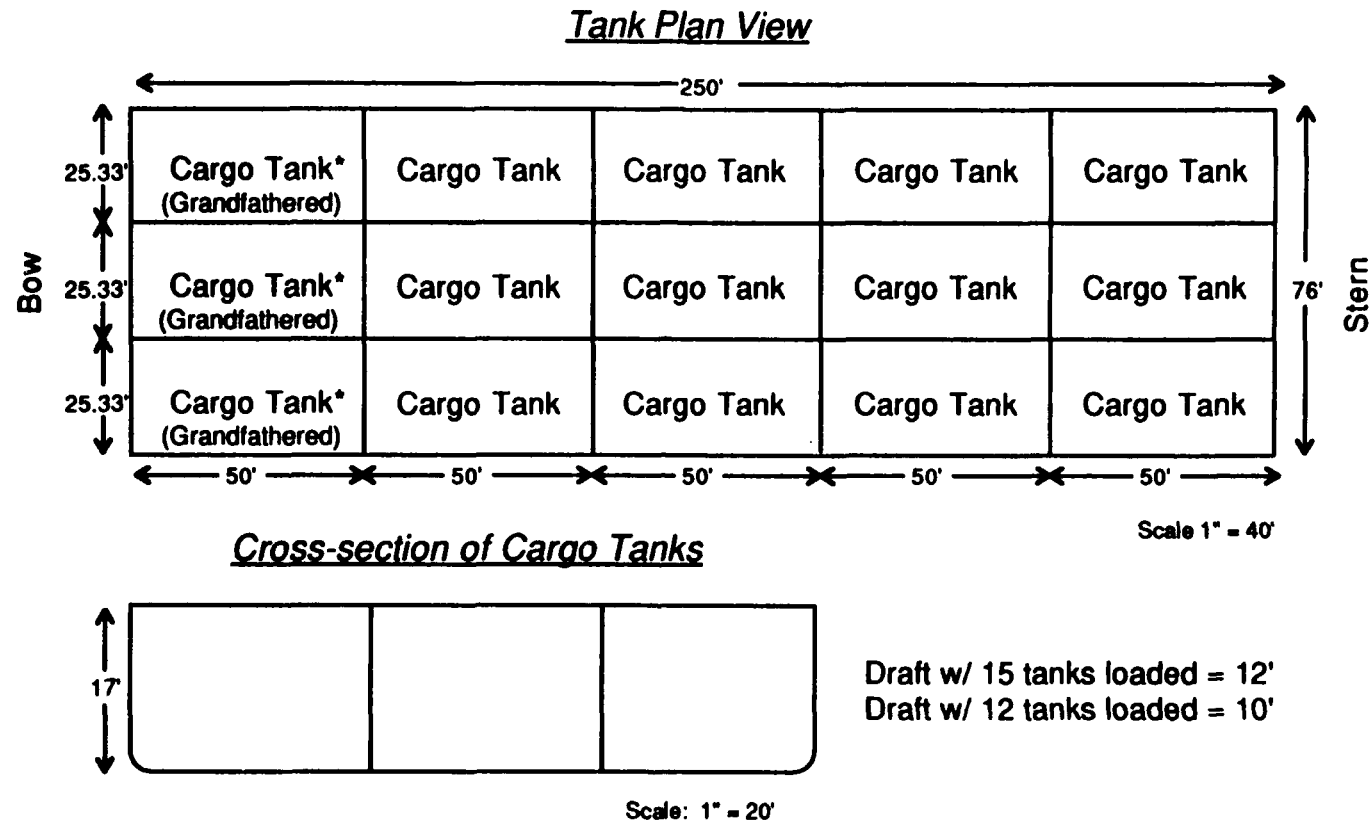 Tank Plan View
250'
25.33'
Cargo Tank*
(Grandfathered)
Cargo Tank
Cargo Tank
Cargo Tank
Cargo Tank
Bow
25.33'
Cargo Tank*
(Grandfathered)
Cargo Tank
Cargo Tank
Cargo Tank
Cargo Tank
76'
Stern
25.33'
Cargo Tank*
(Grandfathered)
Cargo Tank
Cargo Tank
Cargo Tank
Cargo Tank
50'
50'
50'
50'
50'
Scale 1" = 40'
Cross-section of Cargo Tanks
17'
Draft w/ 15 tanks loaded = 12'
Draft w/ 12 tanks loaded = 10'
Scale: 1" = 20'